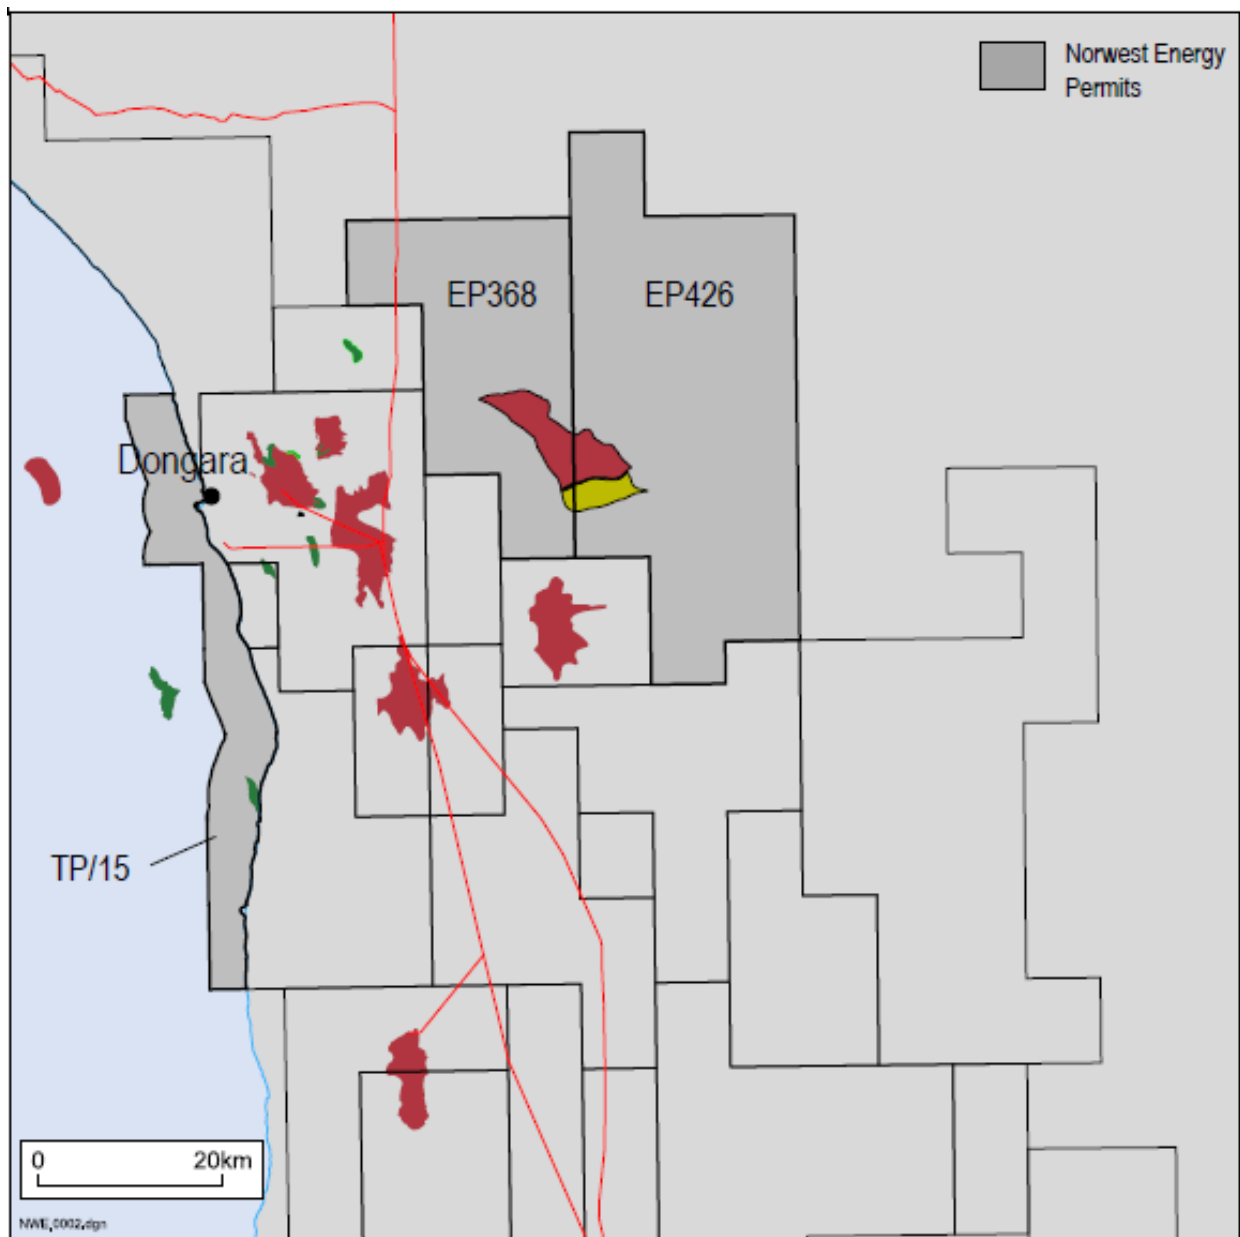 Norwest Energy
Permits
EP368
EP426
Dongara
TP/15
0 20km
NWE_0002.dgn